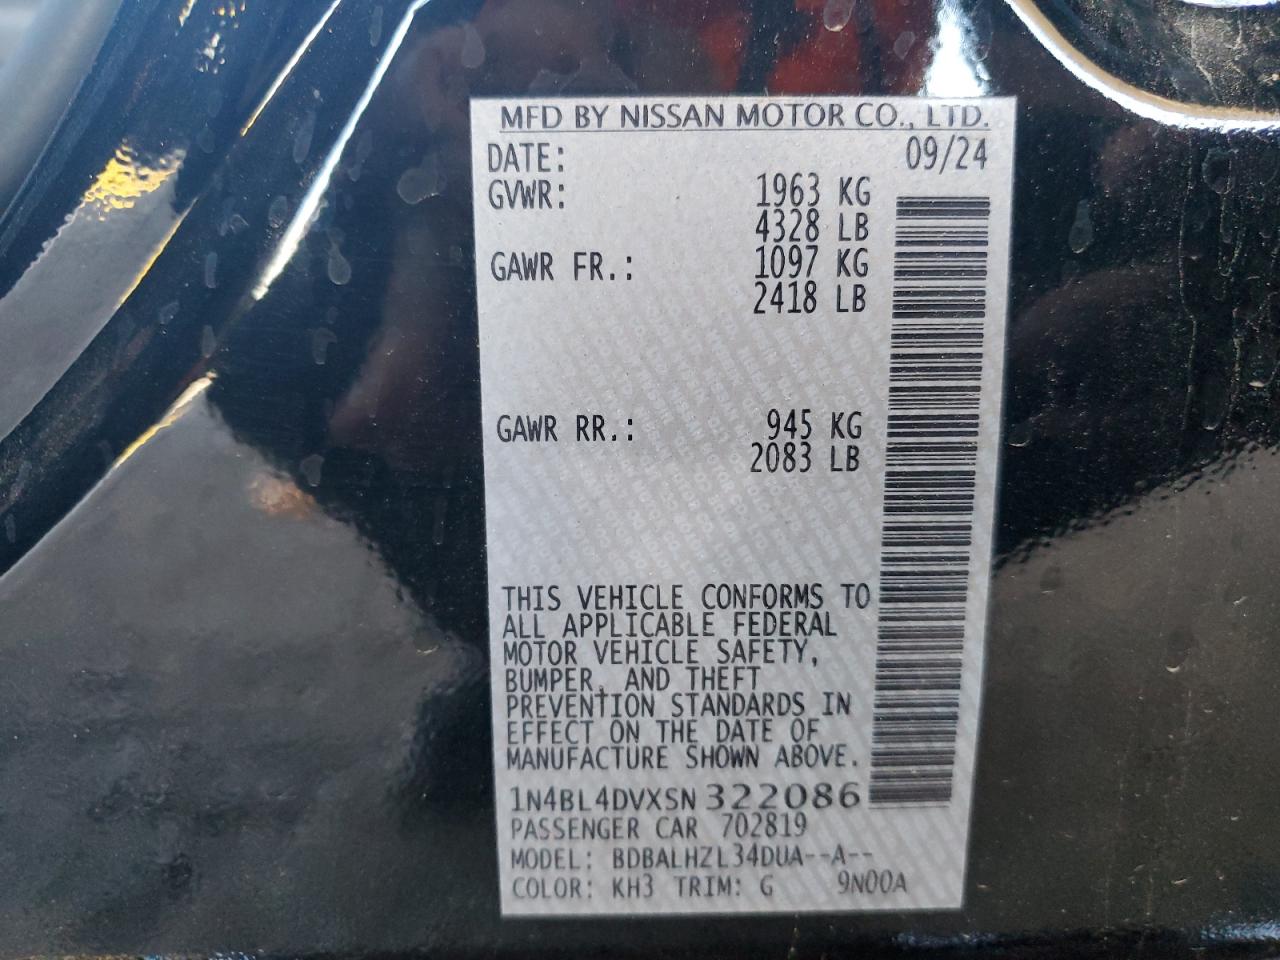 MFD BY NISSAN MOTOR CO., LTD.
DATE: 09/24
GVWR: 1963 KG
4328 LB
GAWR FR.: 1097 KG
2418 LB
GAWR RR.: 945 KG
2083 LB
THIS VEHICLE CONFORMS TO
ALL APPLICABLE FEDERAL
MOTOR VEHICLE SAFETY,
BUMPER, AND THEFT
PREVENTION STANDARDS IN
EFFECT ON THE DATE OF
MANUFACTURE SHOWN ABOVE.
1N4BL4DVXSN322086
PASSENGER CAR 702819
MODEL: BDBALHZL34DUA--A--
COLOR: KH3 TRIM: G 9N00A